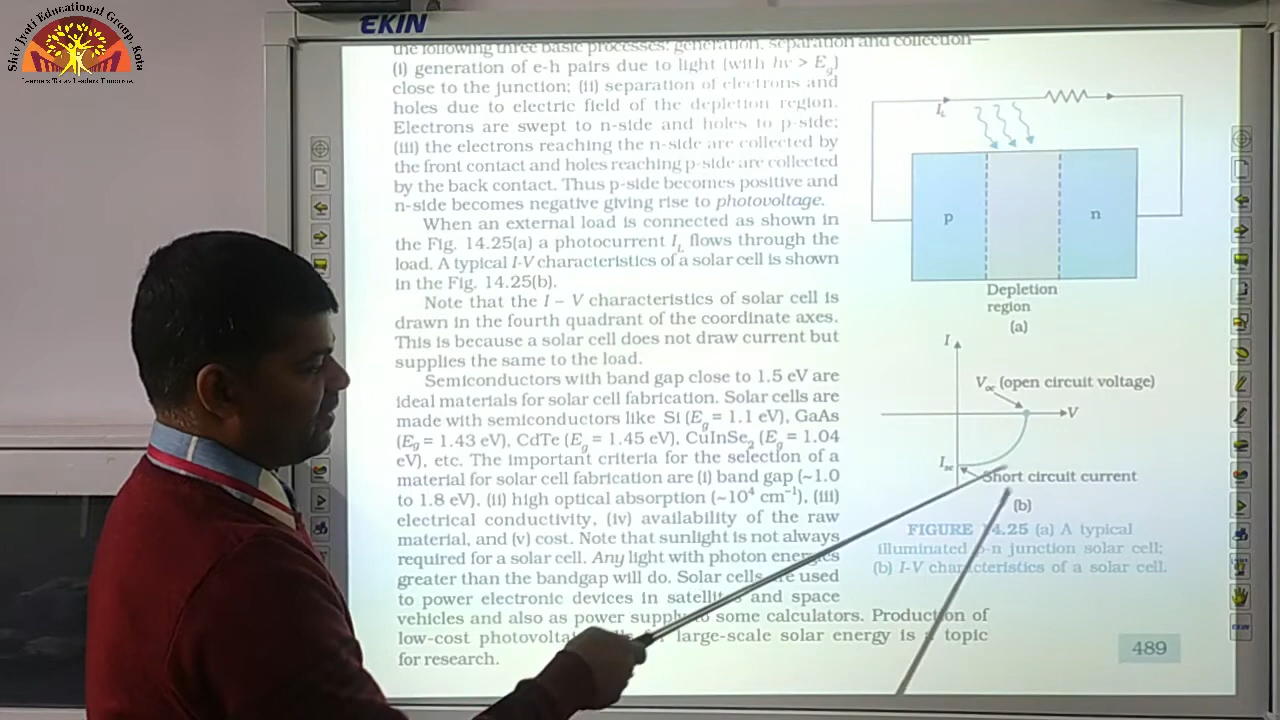 Shiv Jyoti Educational Group, Kota
EKIN
the following three basic processes: generation, separation and collection—
(i) generation of e-h pairs due to light (with hν > Eg)
close to the junction; (ii) separation of electrons and
holes due to electric field of the depletion region.
Electrons are swept to n-side and holes to p-side;
(iii) the electrons reaching the n-side are collected by
the front contact and holes reaching p-side are collected
by the back contact. Thus p-side becomes positive and
n-side becomes negative giving rise to photovoltage.
When an external load is connected as shown in
the Fig. 14.25(a) a photocurrent IL flows through the
load. A typical I-V characteristics of a solar cell is shown
in the Fig. 14.25(b).
Note that the I – V characteristics of solar cell is
drawn in the fourth quadrant of the coordinate axes.
This is because a solar cell does not draw current but
supplies the same to the load.
Semiconductors with band gap close to 1.5 eV are
ideal materials for solar cell fabrication. Solar cells are
made with semiconductors like Si (Eg = 1.1 eV), GaAs
(Eg = 1.43 eV), CdTe (Eg = 1.45 eV), CuInSe2 (Eg = 1.04
eV), etc. The important criteria for the selection of a
material for solar cell fabrication are (i) band gap (~1.0
to 1.8 eV), (ii) high optical absorption (~10⁴ cm⁻¹), (iii)
electrical conductivity, (iv) availability of the raw
material, and (v) cost. Note that sunlight is not always
required for a solar cell. Any light with photon energies
greater than the bandgap will do. Solar cells are used
to power electronic devices in satellites and space
vehicles and also as power supply to some calculators. Production of
low-cost photovoltaic for large-scale solar energy is a topic
for research.
IL
p
n
Depletion
region
(a)
I
Voc (open circuit voltage)
V
Isc
Short circuit current
(b)
FIGURE 14.25 (a) A typical
illuminated p-n junction solar cell;
(b) I-V characteristics of a solar cell.
489